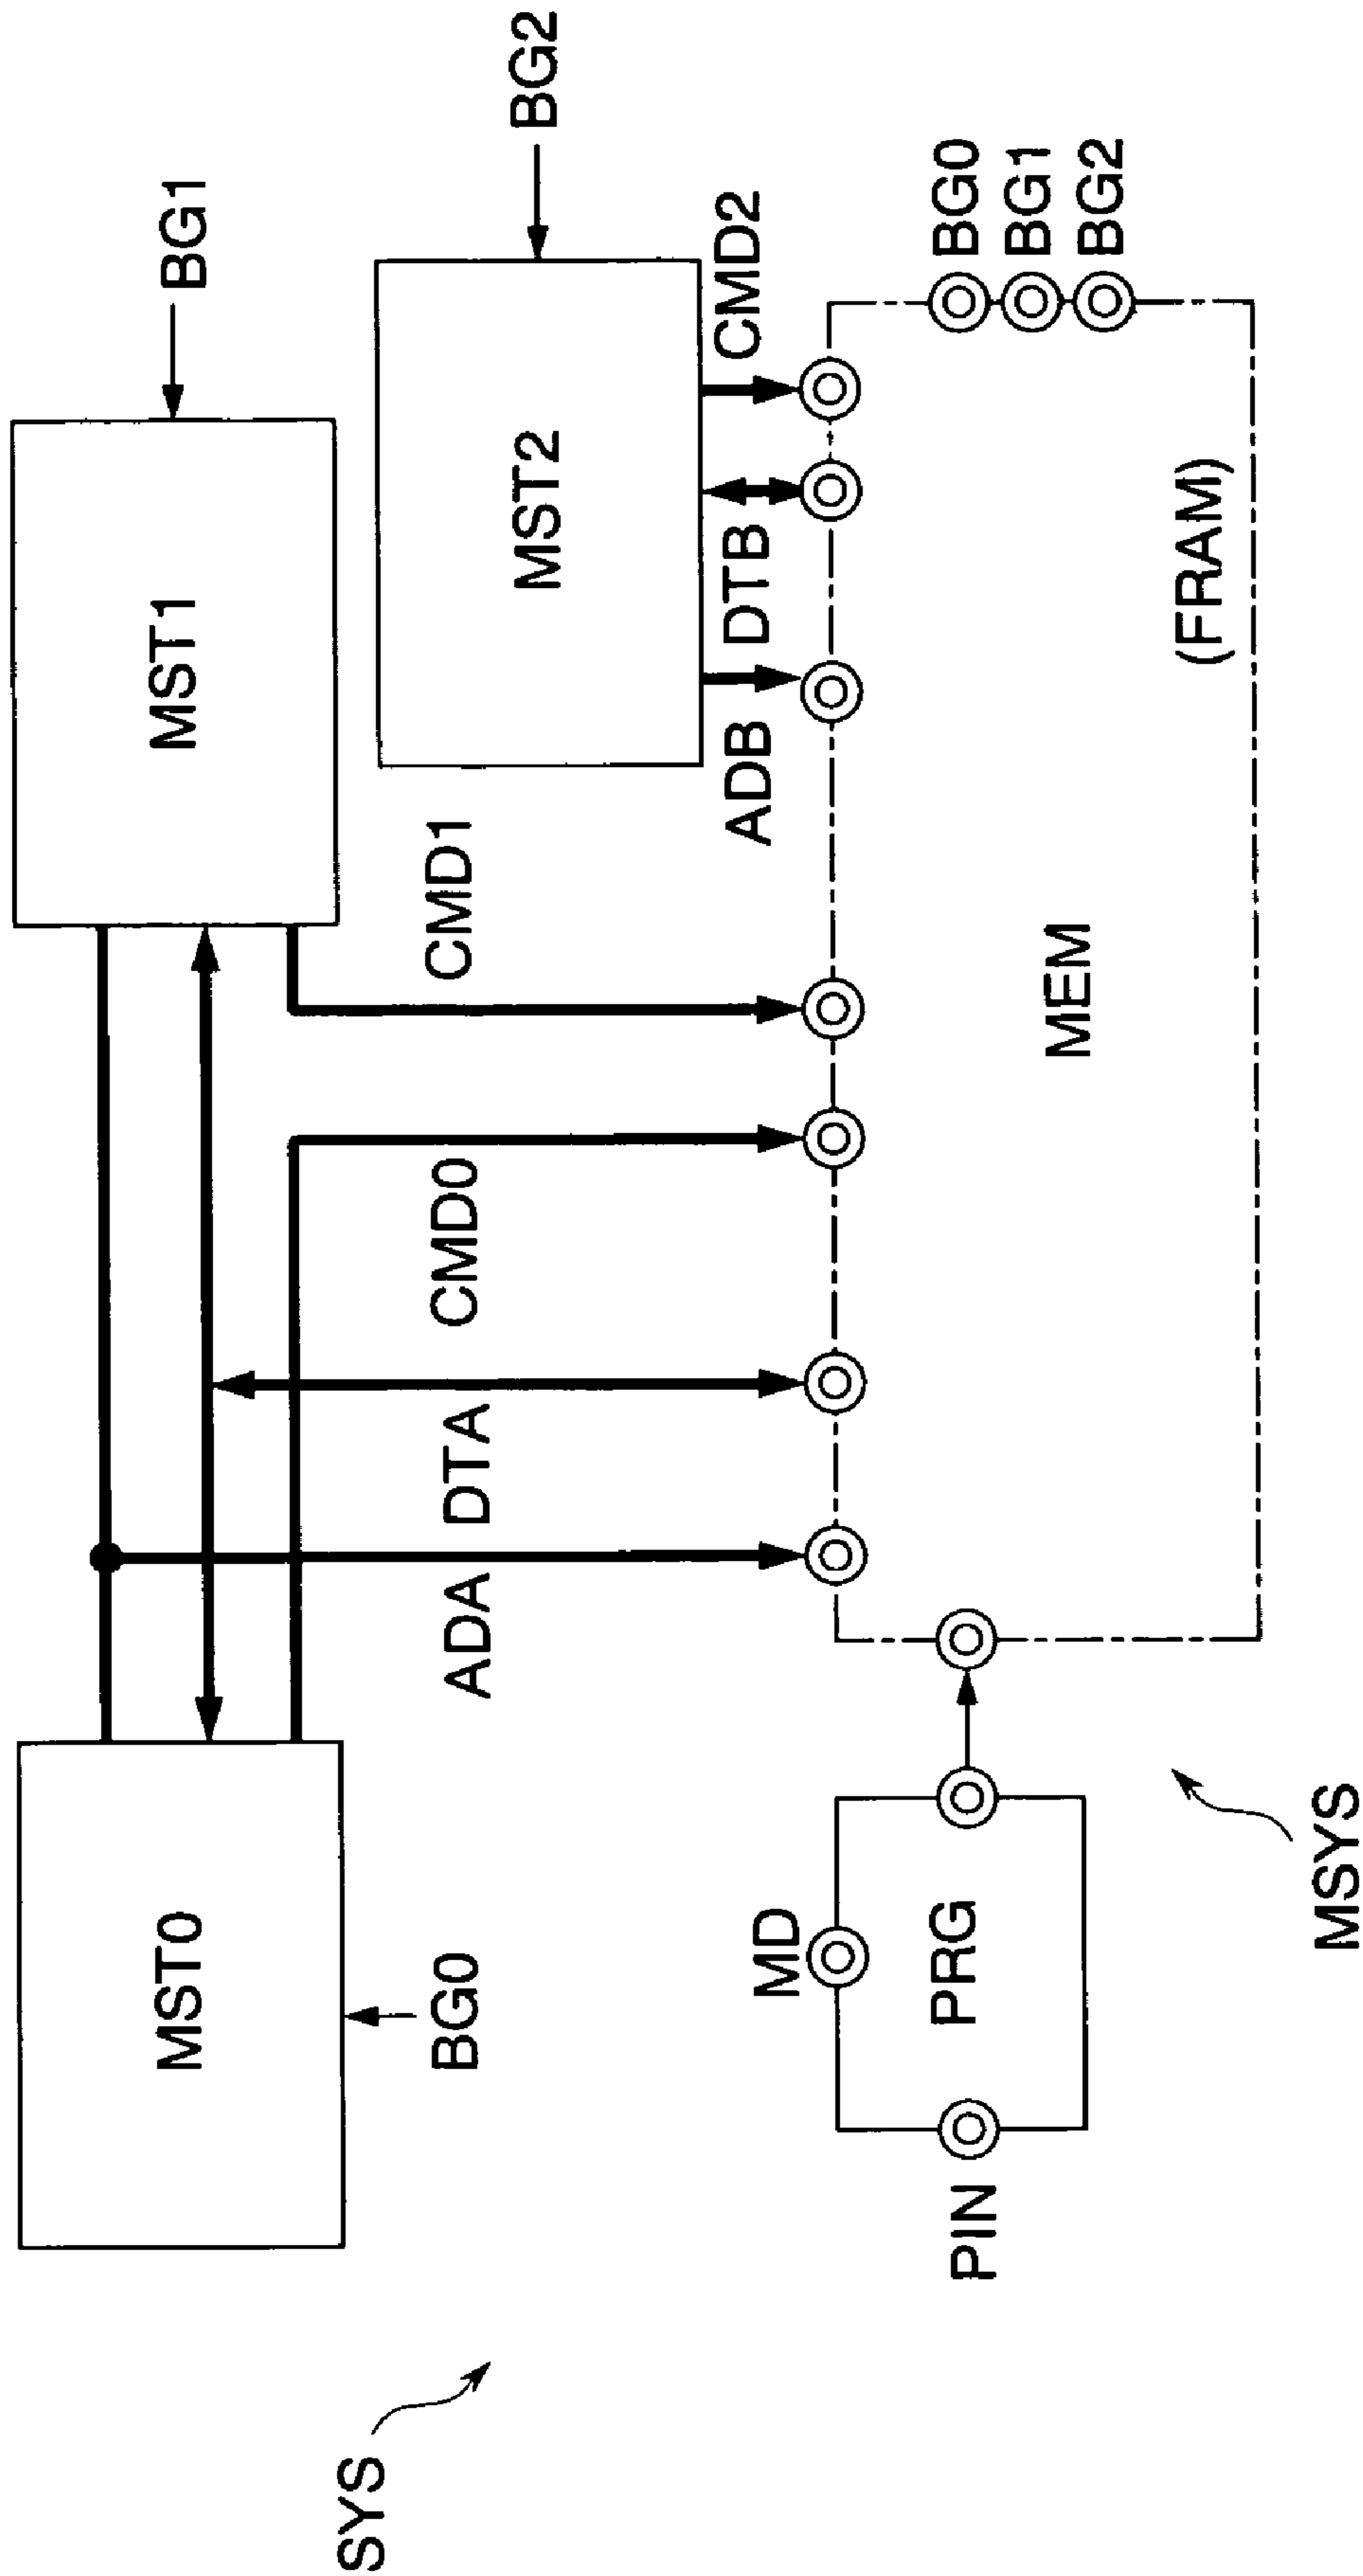 SYS
MST0
BG0
MST1
BG1
MST2
BG2
ADA
DTA
CMD0
CMD1
ADB
DTB
CMD2
MD
PRG
PIN
MEM
(FRAM)
BG0
BG1
BG2
MSYS